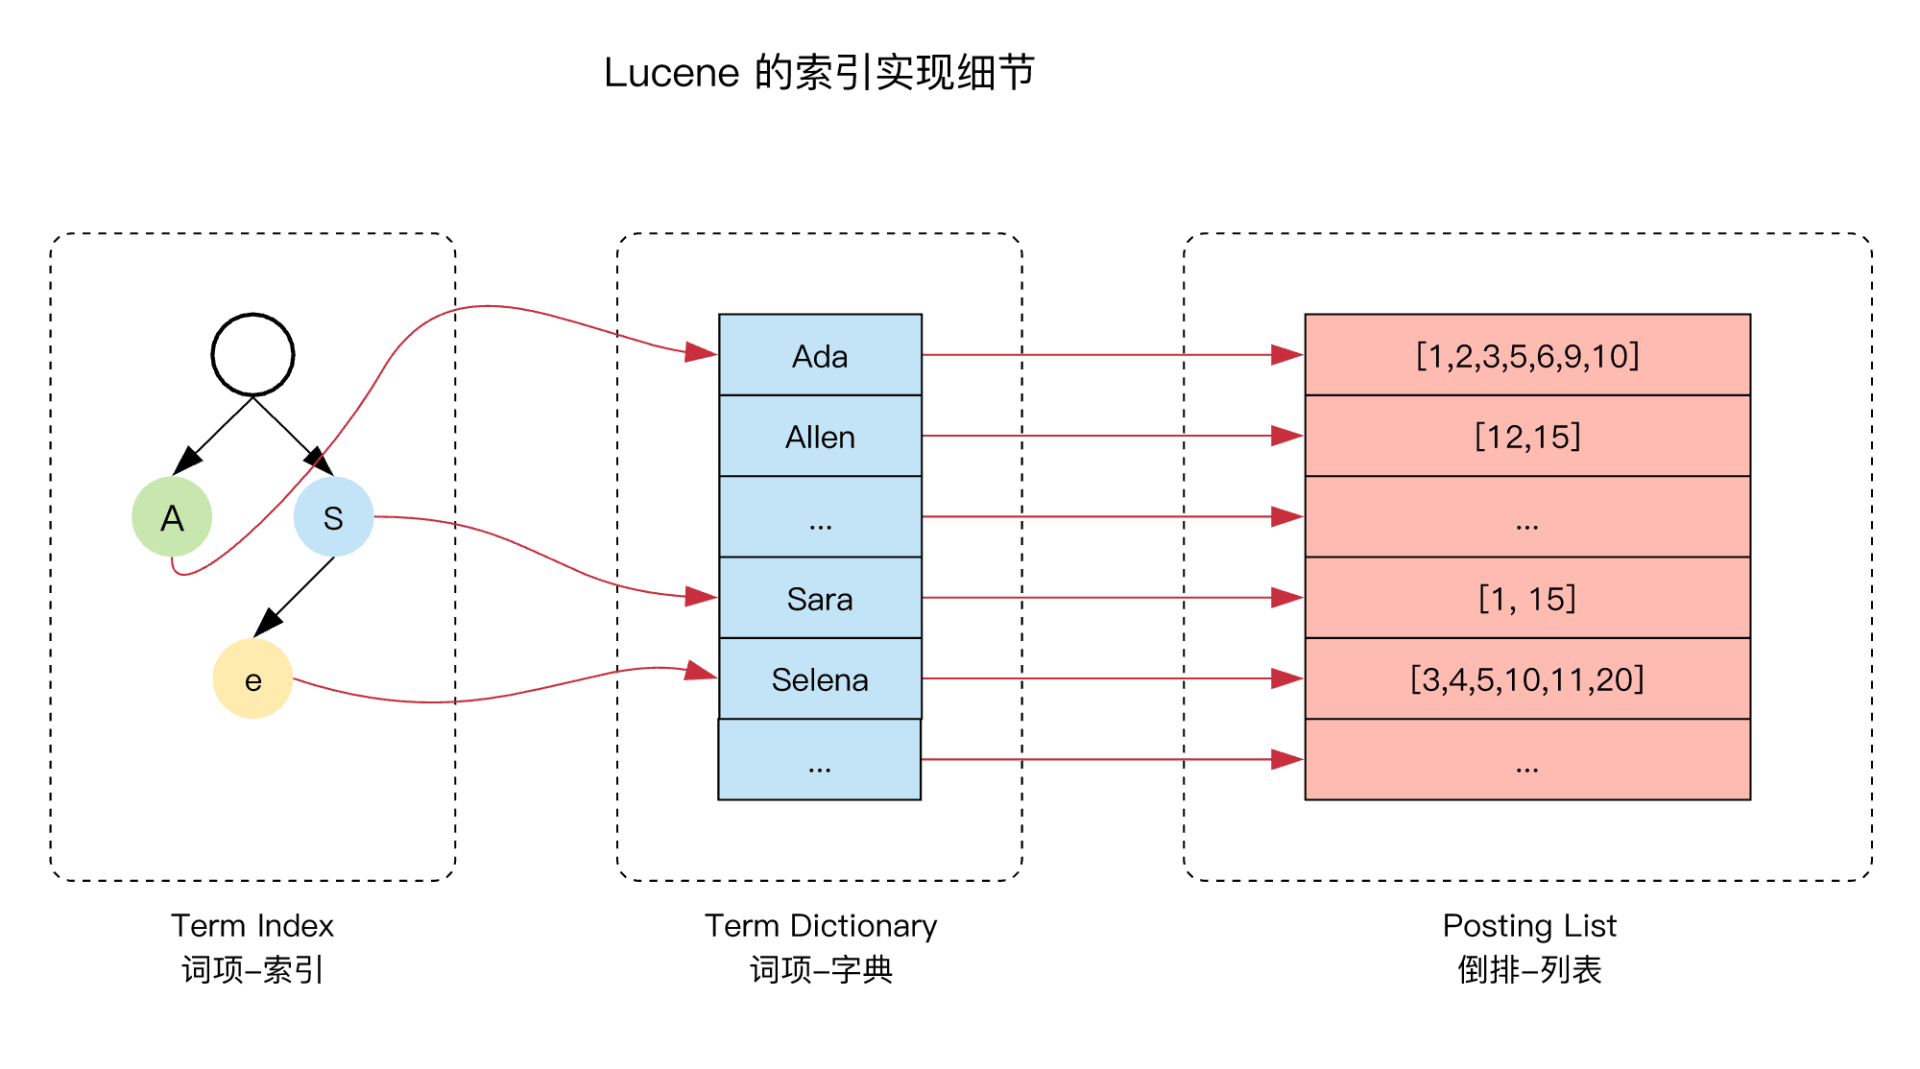 Lucene 的索引实现细节
A
S
e
Ada
Allen
...
Sara
Selena
...
[1,2,3,5,6,9,10]
[12,15]
...
[1, 15]
[3,4,5,10,11,20]
...
Term Index
词项-索引
Term Dictionary
词项-字典
Posting List
倒排-列表